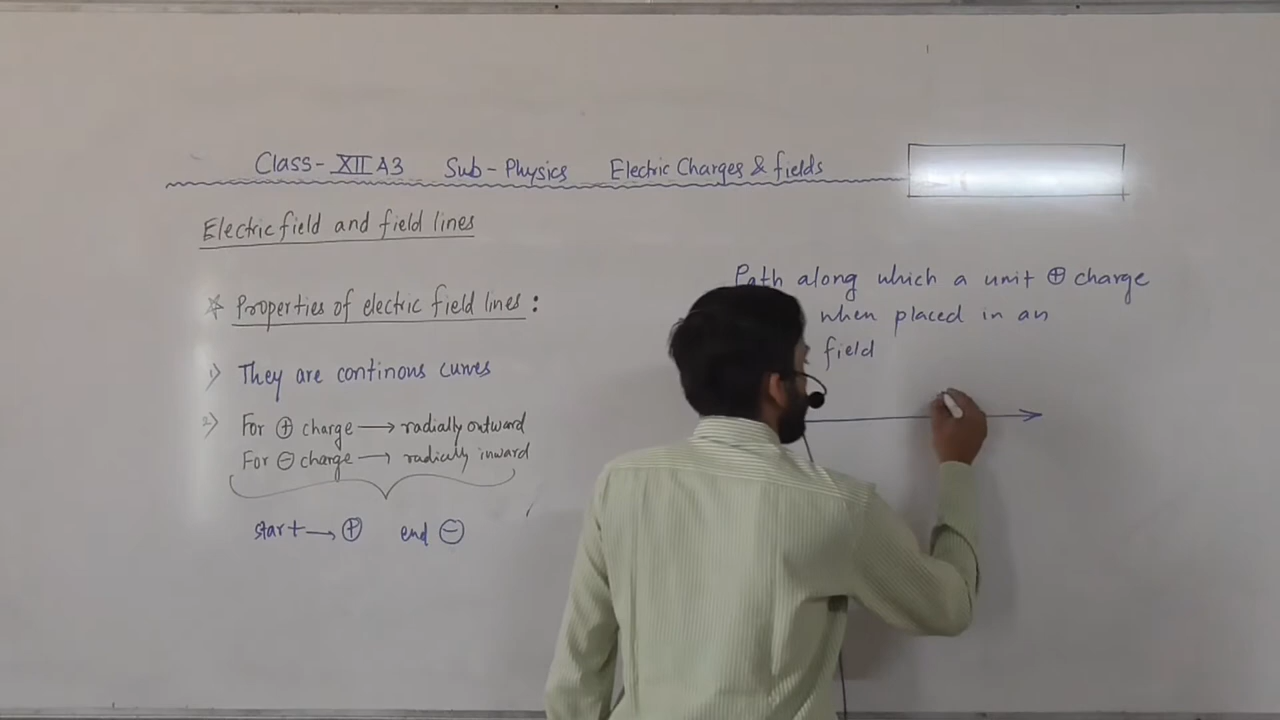 Class- XII A3 Sub- Physics Electric Charges & fields
Electric field and field lines
☆ Properties of electric field lines:
1) They are continous curves
2) For ⊕ charge → radially outward
For ⊖ charge → radically inward
start → ⊕ end ⊖
Path along which a unit ⊕ charge
when placed in an
field